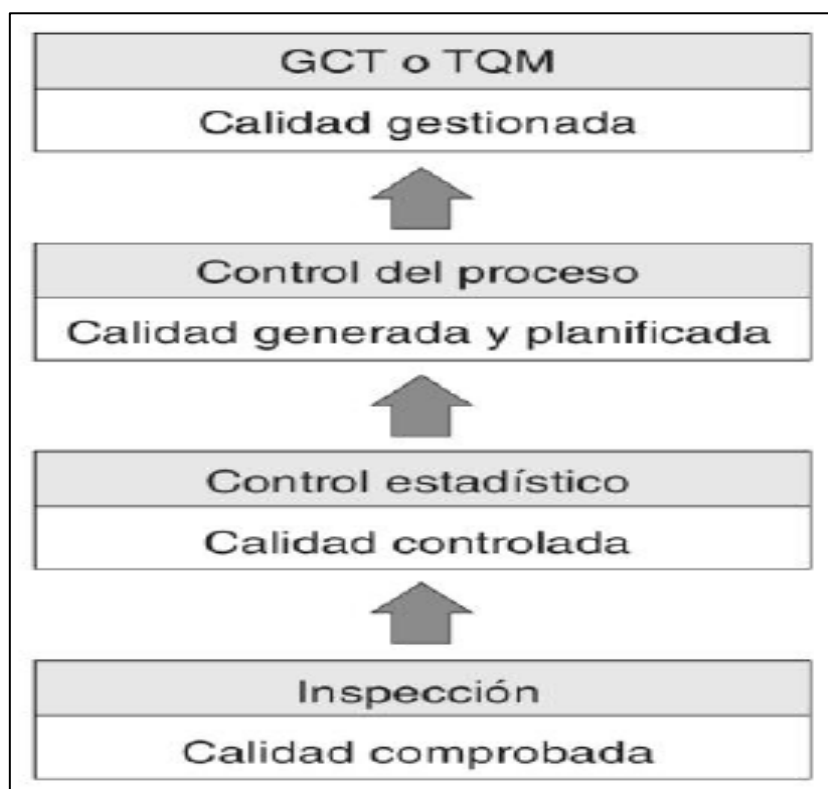 GCT o TQM
Calidad gestionada
Control del proceso
Calidad generada y planificada
Control estadístico
Calidad controlada
Inspección
Calidad comprobada